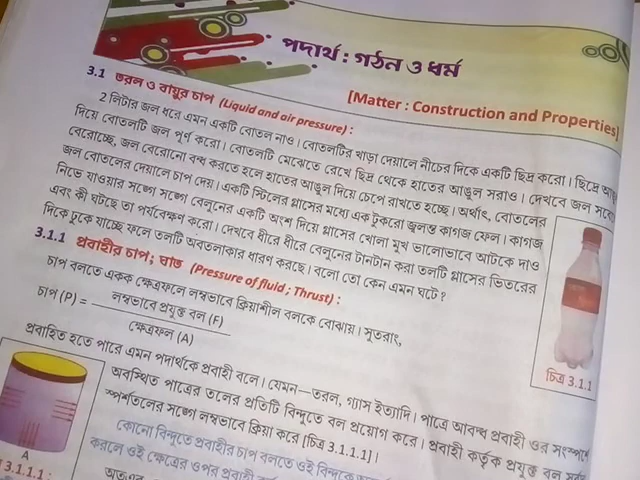 পদার্থ : গঠন ও ধর্ম
[Matter : Construction and Properties]
3.1 তরল ও বায়ুর চাপ (Liquid and air pressure) :
2 লিটার জল ধরে এমন একটি বোতল নাও। বোতলটির খাড়া দেয়ালে নীচের দিকে একটি ছিদ্র করো। ছিদ্রে
দিয়ে বোতলটি জল পূর্ণ করো। বোতলটি মেঝেতে রেখে ছিদ্র থেকে হাতের আঙুল সরাও। দেখবে জল
বেরোচ্ছে, জল বেরোনো বন্ধ করতে হলে হাতের আঙুল দিয়ে চেপে রাখতে হচ্ছে। অর্থাৎ, বোতলের
জল বোতলের দেয়ালে চাপ দেয়। একটি স্টিলের গ্লাসের মধ্যে এক টুকরো জ্বলন্ত কাগজ ফেল। কাগজ
নিভে যাওয়ার সঙ্গে সঙ্গে বেলুনের একটি অংশ দিয়ে গ্লাসের খোলা মুখ ভালোভাবে আটকে দাও
এবং কী ঘটছে তা পর্যবেক্ষণ করো। দেখবে ধীরে ধীরে বেলুনের টানটান করা তলটি গ্লাসের ভিতরের
দিকে ঢুকে যাচ্ছে ফলে তলটি অবতলাকার ধারণ করছে। বলো তো কেন এমন ঘটে ?
3.1.1 প্রবাহীর চাপ ; ঘাত (Pressure of fluid ; Thrust) :
চাপ বলতে একক ক্ষেত্রফলে লম্বভাবে ক্রিয়াশীল বলকে বোঝায়। সুতরাং,
চাপ (P) = লম্বভাবে প্রযুক্ত বল (F)
ক্ষেত্রফল (A)
চিত্র 3.1.1
প্রবাহিত হতে পারে এমন পদার্থকে প্রবাহী বলে। যেমন—তরল, গ্যাস ইত্যাদি। পাত্রে আবদ্ধ প্রবাহী ওর সংস্পর্শে
অবস্থিত পাত্রের তলের প্রতিটি বিন্দুতে বল প্রয়োগ করে। প্রবাহী কর্তৃক প্রযুক্ত বল
স্পর্শতলের সঙ্গে লম্বভাবে ক্রিয়া করে [চিত্র 3.1.1.1]।
কোনো বিন্দুতে প্রবাহীর চাপ বলতে ওই বিন্দুকে
করলে ওই ক্ষেত্রের ওপর প্রবাহী
A
3.1.1.1 :